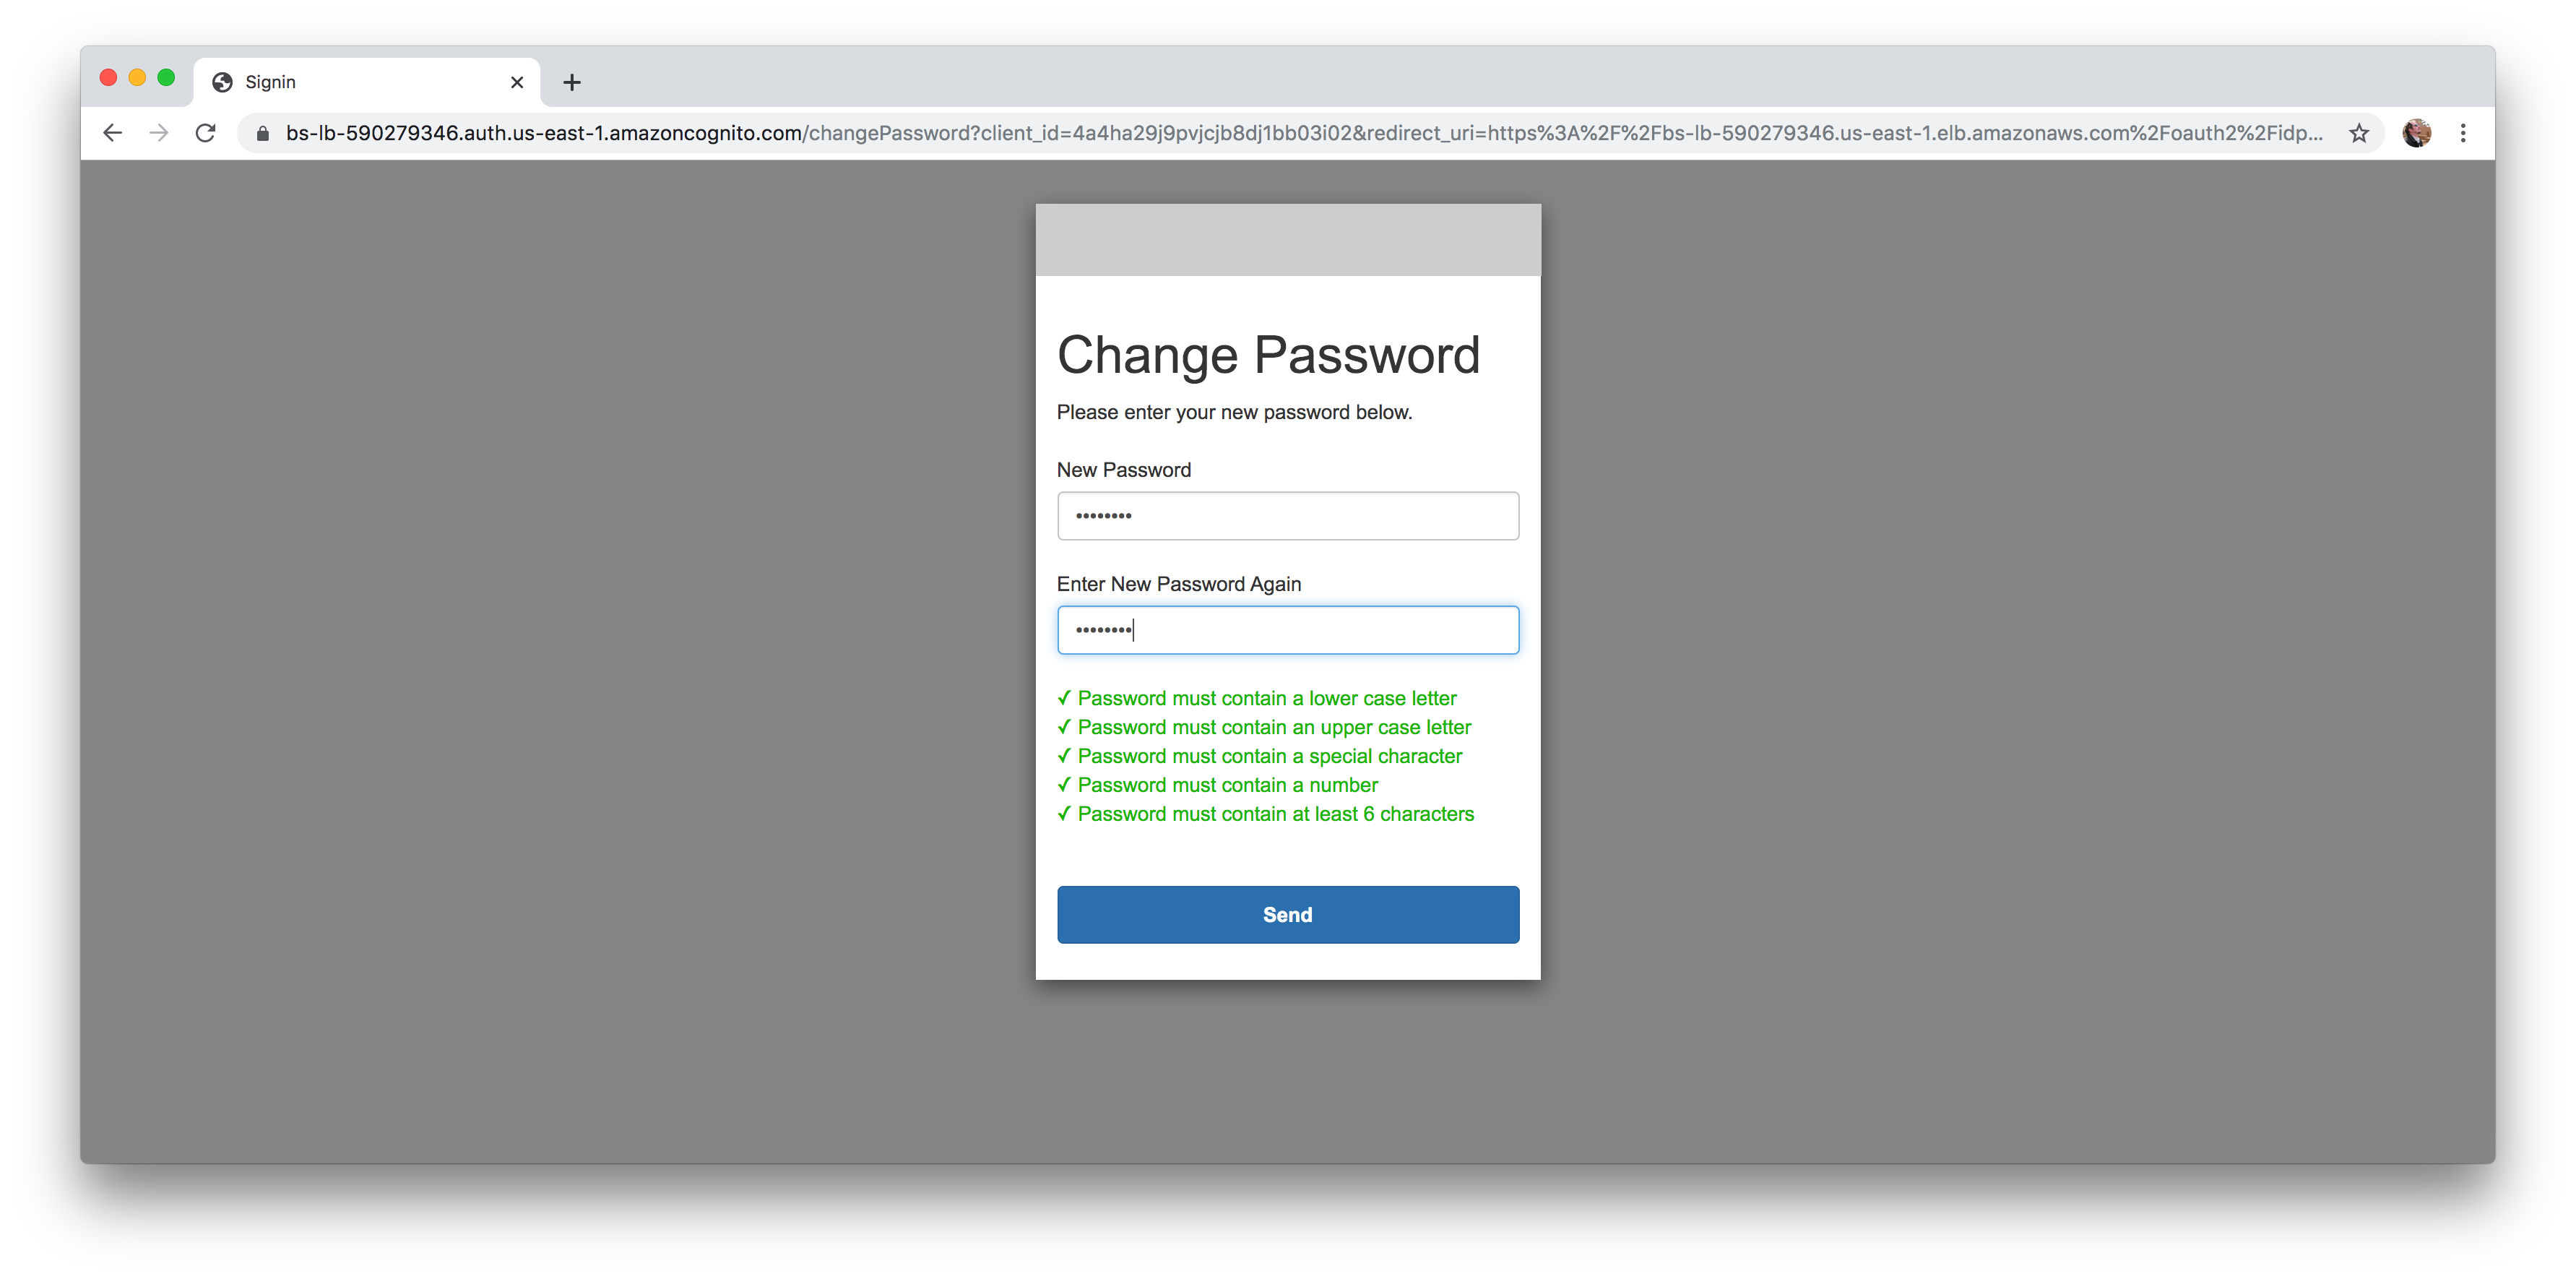 Signin
bs-lb-590279346.auth.us-east-1.amazoncognito.com/changePassword?client_id=4a4ha29j9pvjcjb8dj1bb03i02&redirect_uri=https%3A%2F%2Fbs-lb-590279346.us-east-1.elb.amazonaws.com%2Foauth2%2Fidp...
Change Password
Please enter your new password below.
New Password
••••••••
Enter New Password Again
••••••••
✓ Password must contain a lower case letter
✓ Password must contain an upper case letter
✓ Password must contain a special character
✓ Password must contain a number
✓ Password must contain at least 6 characters
Send